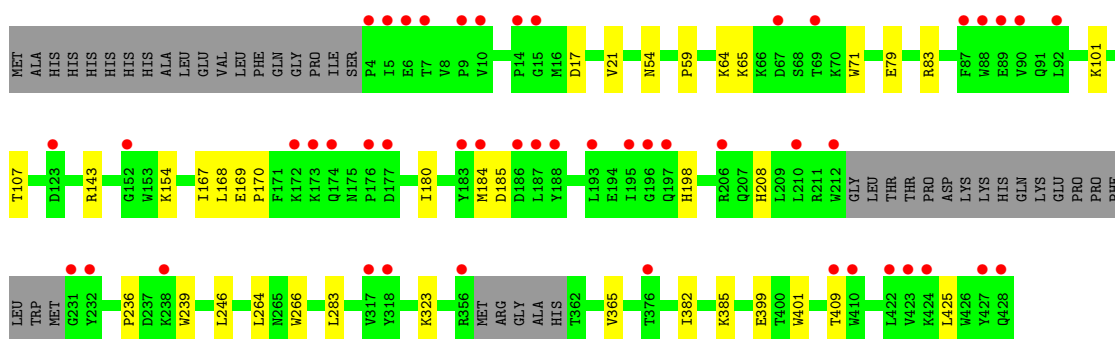 MET ALA HIS HIS HIS HIS HIS HIS ALA LEU GLU VAL LEU PHE GLN GLY PRO ILE SER P4 I5 E6 T7 V8 P9 V10 P14 G15 M16 D17 V21 N54 P59 K64 K65 K66 D67 S88 T69 K70 W71 E79 R83 F87 W88 E89 V90 Q91 L92 K101
T107 D123 R143 G152 W153 K154 I167 L168 E169 P170 F171 K172 K173 Q174 N175 P176 D177 I180 Y183 M184 D185 D186 L187 Y188 L193 E194 I195 G196 Q197 H198 R206 Q207 H208 L209 L210 R211 W212 GLY LEU THR THR PRO ASP LYS LYS HIS GLN LYS GLU PRO PRO PHE
LEU TRP MET G231 Y232 P236 D237 K238 W239 L246 L264 N265 W266 L283 V317 Y318 K323 R356 MET ARG GLY ALA HIS T362 V365 T376 I382 K385 E399 T400 W401 T409 W410 L422 V423 K424 L425 W426 Y427 Q428